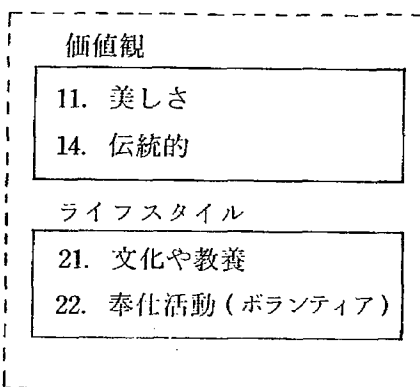 価値観
11. 美しさ
14. 伝統的
ライフスタイル
21. 文化や教養
22. 奉仕活動(ボランティア)